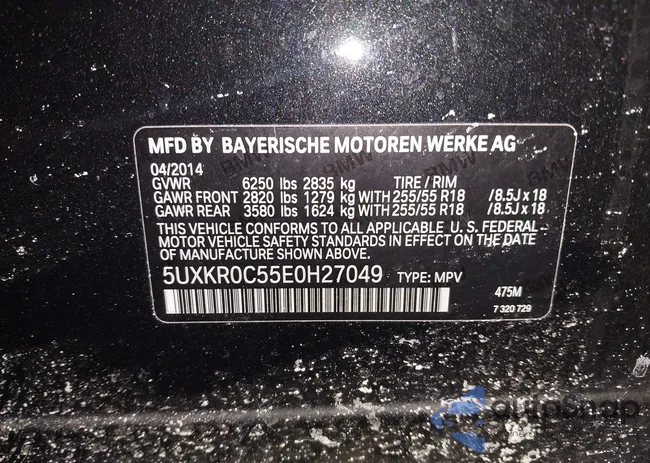 MFD BY BAYERISCHE MOTOREN WERKE AG
04/2014
GVWR 6250 lbs 2835 kg TIRE / RIM
GAWR FRONT 2820 lbs 1279 kg WITH 255/55 R18 /8.5J x 18
GAWR REAR 3580 lbs 1624 kg WITH 255/55 R18 /8.5J x 18
THIS VEHICLE CONFORMS TO ALL APPLICABLE U. S. FEDERAL-
MOTOR VEHICLE SAFETY STANDARDS IN EFFECT ON THE DATE
OF MANUFACTURE SHOWN ABOVE.
5UXKR0C55E0H27049 TYPE: MPV
475M
7 320 729
autosnap